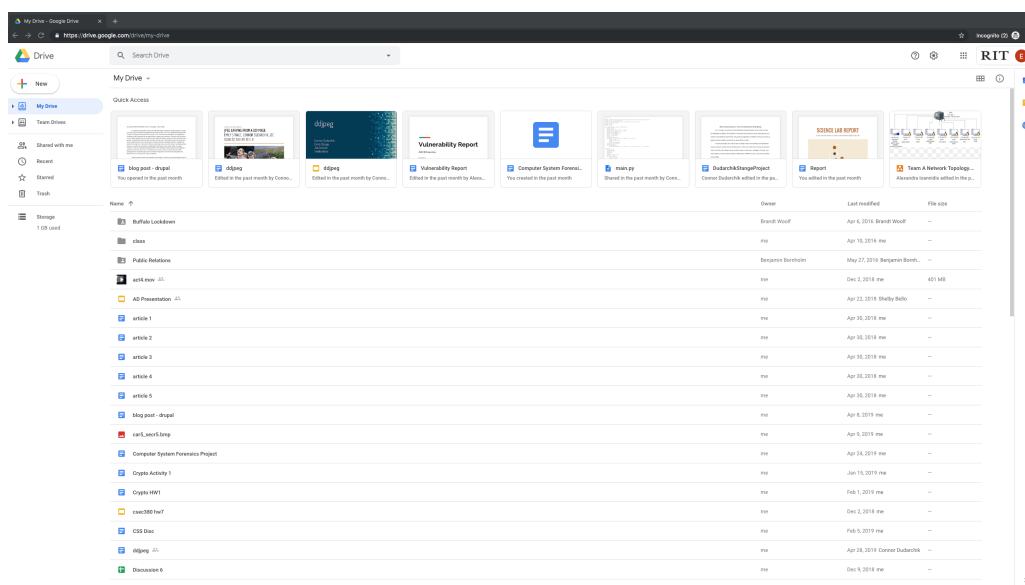 My Drive - Google Drive × +
https://drive.google.com/drive/my-drive Incognito (2)
Drive Search Drive RIT E
New My Drive
Quick Access
My Drive
Team Drives
Shared with me
Recent
Starred
Trash
Storage
1 GB used
ddjpeg
Vulnerability Report
SCIENCE LAB REPORT
blog post - drupal
You opened in the past month
ddjpeg
Edited in the past month by Conno...
ddjpeg
Edited in the past month by Conno...
Vulnerability Report
Edited in the past month by Alexa...
Computer System Forensi...
You created in the past month
main.py
Shared in the past month by Conn...
DudarchikStangeProject
Connor Dudarchik edited in the pa...
Report
You edited in the past month
Team A Network Topology....
Alexandra Ioannidis edited in the p...
Name ↑ Owner Last modified File size
Buffalo Lockdown Brandt Woolf Apr 6, 2016 Brandt Woolf —
class me Apr 10, 2016 me —
Public Relations Benjamin Bornholm May 27, 2016 Benjamin Bornh... —
act4.mov me Dec 2, 2018 me 401 MB
AD Presentation me Apr 22, 2018 Shelby Bello —
article 1 me Apr 30, 2018 me —
article 2 me Apr 30, 2018 me —
article 3 me Apr 30, 2018 me —
article 4 me Apr 30, 2018 me —
article 5 me Apr 30, 2018 me —
blog post - drupal me Apr 8, 2019 me —
car5_secr5.bmp me Apr 9, 2019 me —
Computer System Forensics Project me Apr 24, 2019 me —
Crypto Activity 1 me Jan 15, 2019 me —
Crypto HW1 me Feb 1, 2019 me —
csec380 hw7 me Dec 2, 2018 me —
CSS Disc me Feb 5, 2019 me —
ddjpeg me Apr 28, 2019 Connor Dudarchik —
Discussion 6 me Dec 9, 2018 me —